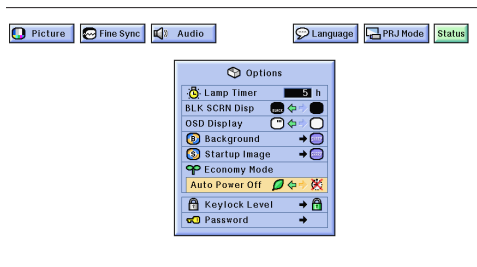 Picture Fine Sync Audio Language PRJ Mode Status
Options
Lamp Timer 5 h
BLK SCRN Disp
OSD Display
Background
Startup Image
Economy Mode
Auto Power Off
Keylock Level
Password